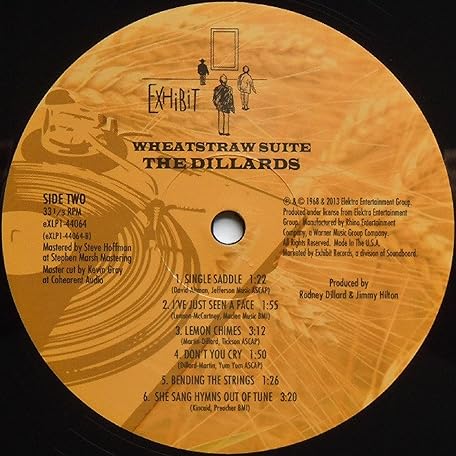 EXHIBIT
WHEATSTRAW SUITE
THE DILLARDS
SIDE TWO
33 1/3 RPM
eXLP1-44064
(eXLP1-44064-B)
Mastered by Steve Hoffman
at Stephen Marsh Mastering
Master cut by Kevin Gray
at Cohearent Audio
℗ & © 1968 & 2013 Elektra Entertainment Group.
Produced under license from Elektra Entertainment
Group. Manufactured by Rhino Entertainment
Company, a Warner Music Group Company.
All Rights Reserved. Made In The U.S.A.
Marketed by Exhibit Records, a division of Soundboard.
Produced by
Rodney Dillard & Jimmy Hilton
1. SINGLE SADDLE 1:22
(David-Altman, Jefferson Music ASCAP)
2. I'VE JUST SEEN A FACE 1:55
(Lennon-McCartney, Maclen Music BMI)
3. LEMON CHIMES 3:12
(Martin-Dillard, Tickson ASCAP)
4. DON'T YOU CRY 1:50
(Dillard-Martin, Yum Yum ASCAP)
5. BENDING THE STRINGS 1:26
6. SHE SANG HYMNS OUT OF TUNE 3:20
(Kincaid, Preacher BMI)